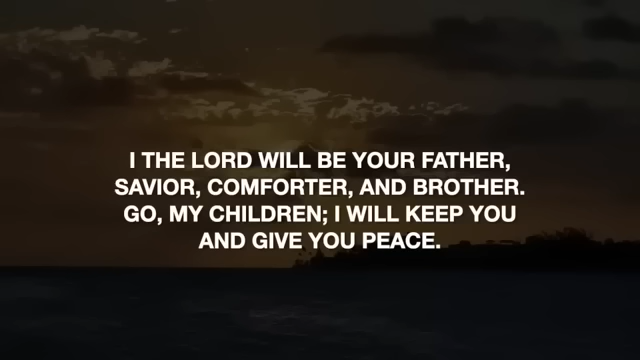 I THE LORD WILL BE YOUR FATHER,
SAVIOR, COMFORTER, AND BROTHER.
GO, MY CHILDREN; I WILL KEEP YOU
AND GIVE YOU PEACE.